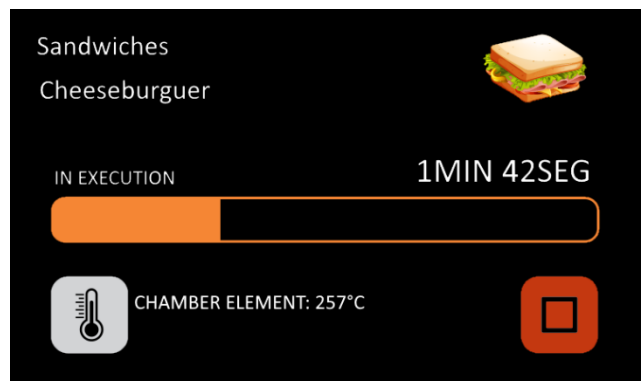 Sandwiches
Cheeseburguer
IN EXECUTION
1MIN 42SEG
CHAMBER ELEMENT: 257°C